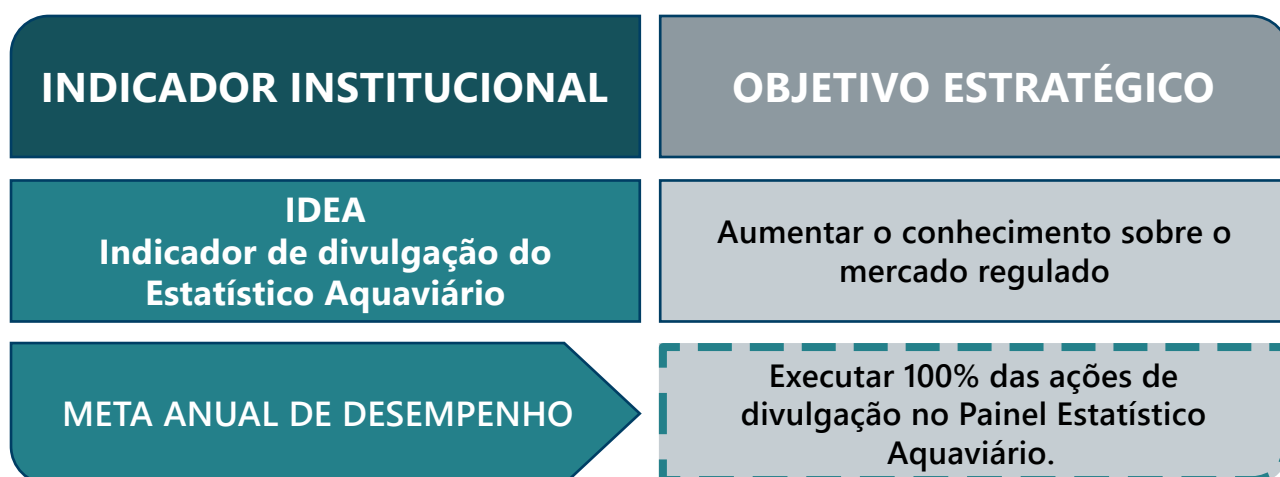 INDICADOR INSTITUCIONAL
OBJETIVO ESTRATÉGICO
IDEA
Indicador de divulgação do
Estatístico Aquaviário
Aumentar o conhecimento sobre o
mercado regulado
META ANUAL DE DESEMPENHO
Executar 100% das ações de
divulgação no Painel Estatístico
Aquaviário.